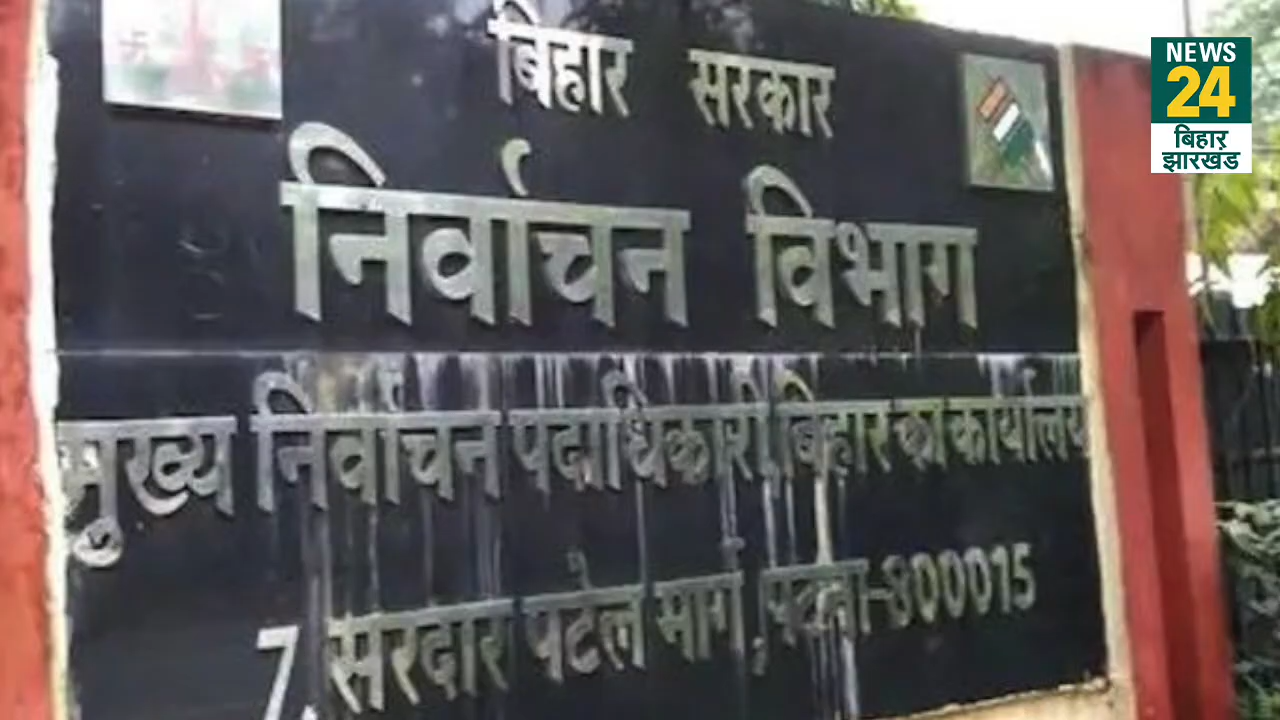 बिहार सरकार
निर्वाचन विभाग
मुख्य निर्वाचन पदाधिकारी, बिहार का कार्यालय
7, सरदार पटेल मार्ग, पटना-800015
NEWS
24
बिहार
झारखंड